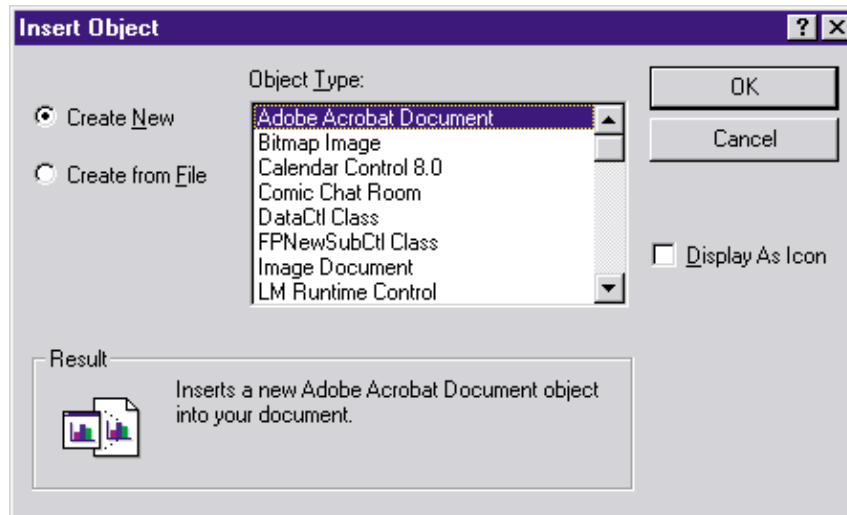 Insert Object
Object Type:
Create New
Create from File
Adobe Acrobat Document
Bitmap Image
Calendar Control 8.0
Comic Chat Room
DataCtl Class
FPNewSubCtl Class
Image Document
LM Runtime Control
OK
Cancel
Display As Icon
Result
Inserts a new Adobe Acrobat Document object
into your document.